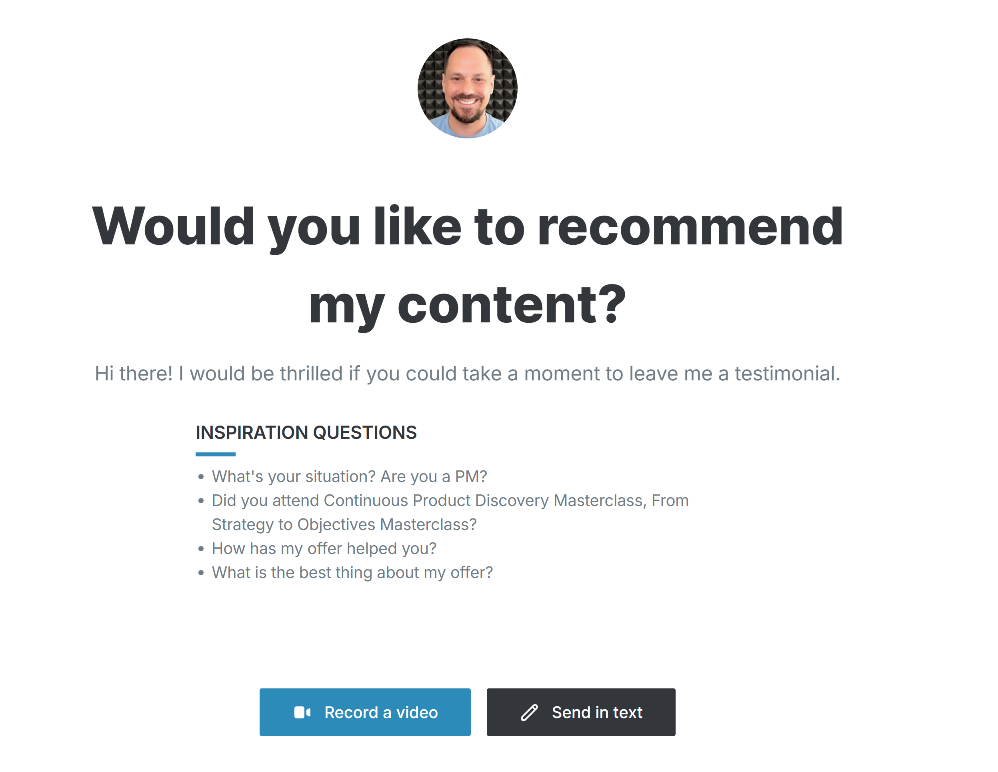 Would you like to recommend
my content?
Hi there! I would be thrilled if you could take a moment to leave me a testimonial.
INSPIRATION QUESTIONS
• What's your situation? Are you a PM?
• Did you attend Continuous Product Discovery Masterclass, From
Strategy to Objectives Masterclass?
• How has my offer helped you?
• What is the best thing about my offer?
Record a video
Send in text